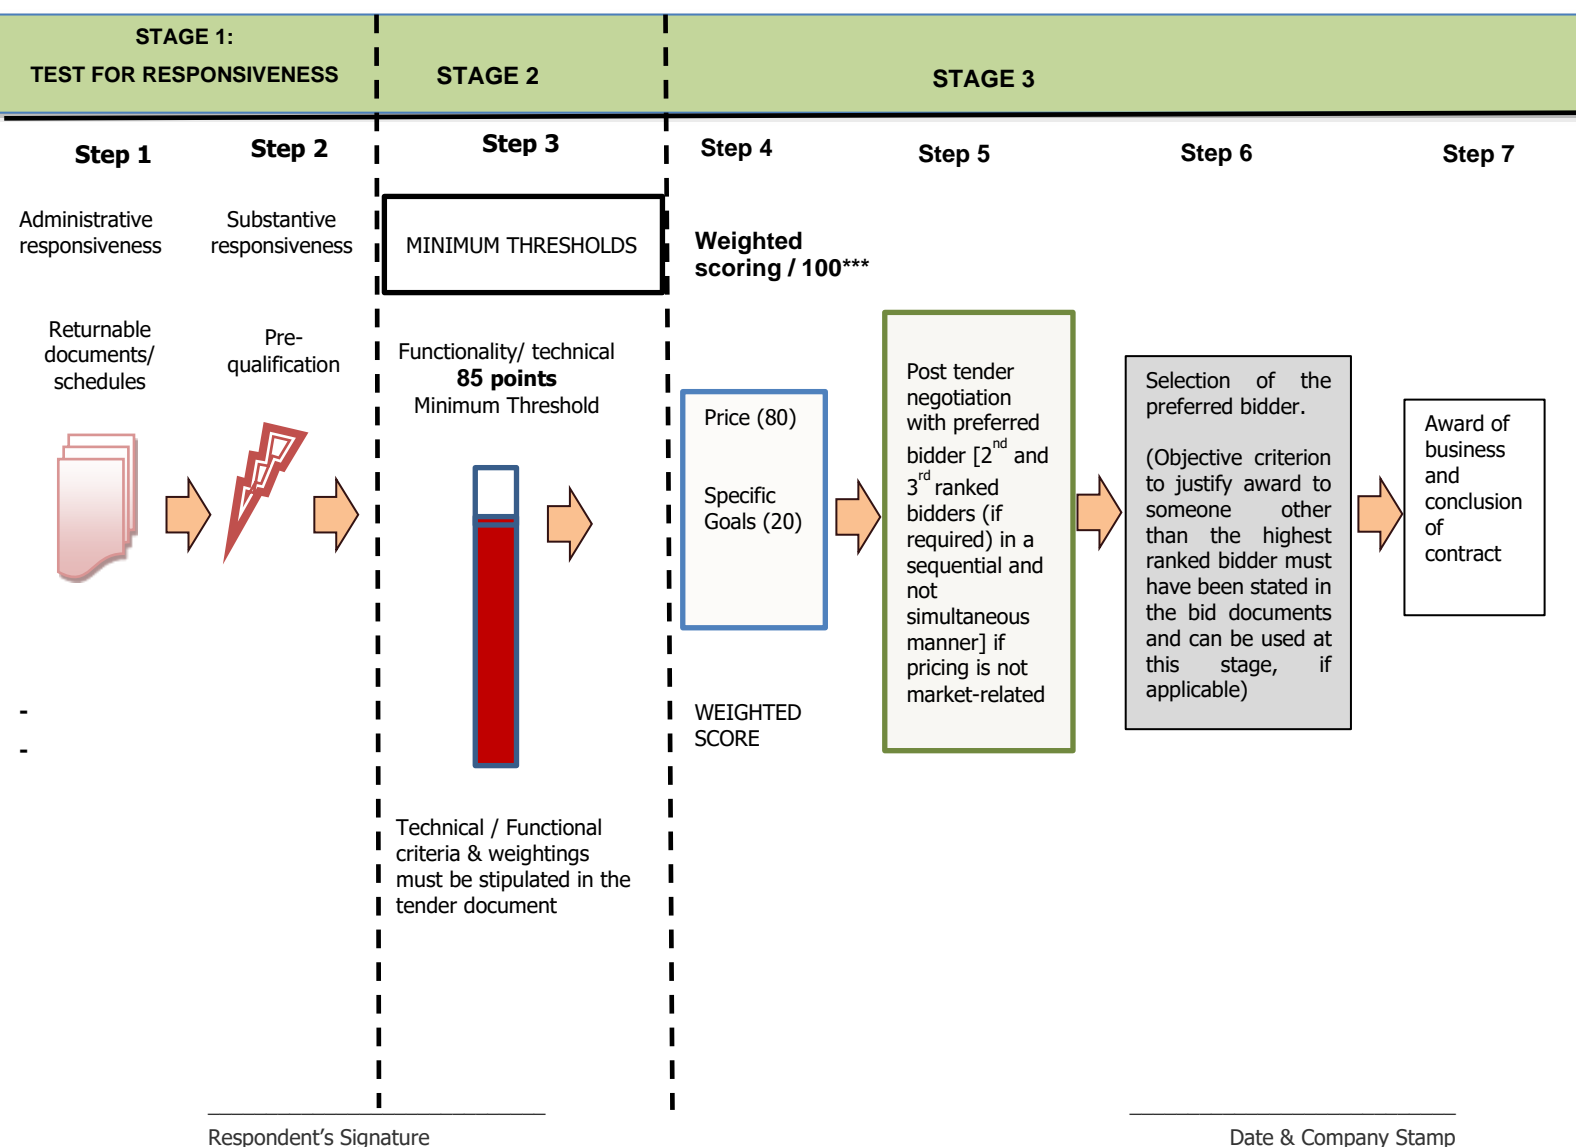 STAGE 1:
TEST FOR RESPONSIVENESS
STAGE 2
STAGE 3
Step 1
Step 2
Step 3
Step 4
Step 5
Step 6
Step 7
Administrative
responsiveness
Substantive
responsiveness
MINIMUM THRESHOLDS
Weighted
scoring / 100***
Returnable
documents/
schedules
Pre-
qualification
Functionality/ technical
85 points
Minimum Threshold
Price (80)
Specific
Goals (20)
Post tender
negotiation
with preferred
bidder [2nd and
3rd ranked
bidders (if
required) in a
sequential and
not
simultaneous
manner] if
pricing is not
market-related
Selection of the
preferred bidder.
(Objective criterion
to justify award to
someone other
than the highest
ranked bidder must
have been stated in
the bid documents
and can be used at
this stage, if
applicable)
Award of
business
and
conclusion
of
contract
-
-
WEIGHTED
SCORE
Technical / Functional
criteria & weightings
must be stipulated in the
tender document
Respondent's Signature
Date & Company Stamp